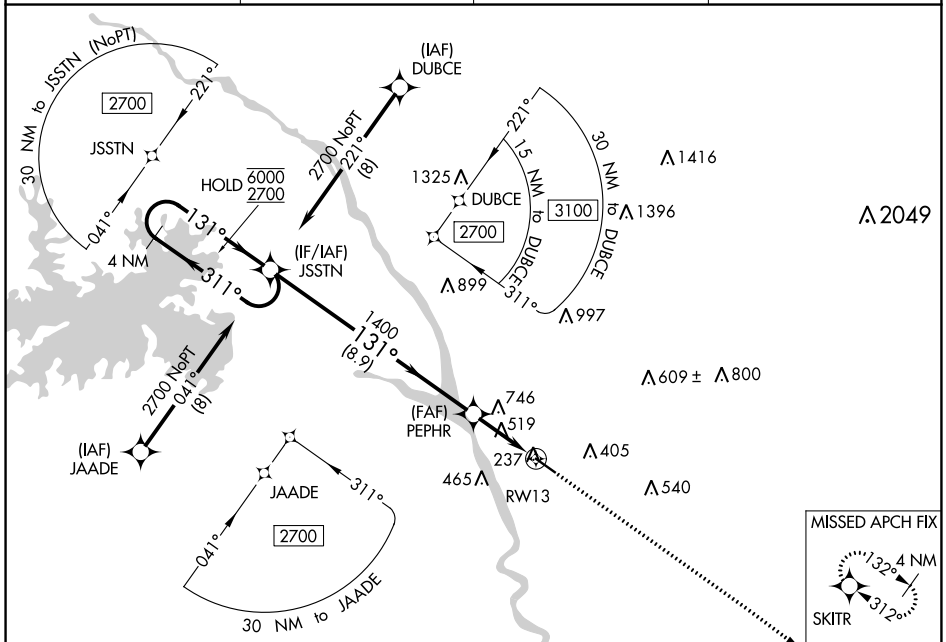 30 NM to JSSTN (NoPT)
2700
221°
JSSTN
041°
(IAF)
DUBCE
2700 NoPT
221°
(8)
HOLD 6000
2700
131°
4 NM
311°
(IF/IAF)
JSSTN
221°
15 NM to DUBCE
30 NM to DUBCE
1325
DUBCE
2700
3100
311°
1416
1396
2049
899
997
1400
131°
(8.9)
2700 NoPT
041°
(8)
(IAF)
JAADE
(FAF)
PEPHR
746
519
237
465
RW13
609 ±
800
405
540
JAADE
311°
041°
2700
30 NM to JAADE
MISSED APCH FIX
132°
4 NM
312°
SKITR